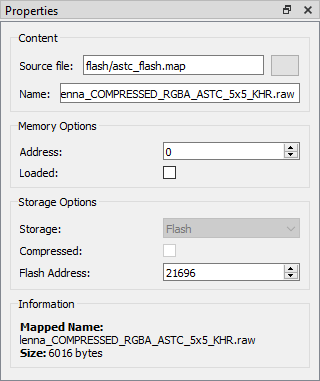 Properties
Content
Source file: flash/astc_flash.map
Name: enna_COMPRESSED_RGBA_ASTC_5x5_KHR.raw
Memory Options
Address: 0
Loaded:
Storage Options
Storage: Flash
Compressed:
Flash Address: 21696
Information
Mapped Name:
lenna_COMPRESSED_RGBA_ASTC_5x5_KHR.raw
Size: 6016 bytes